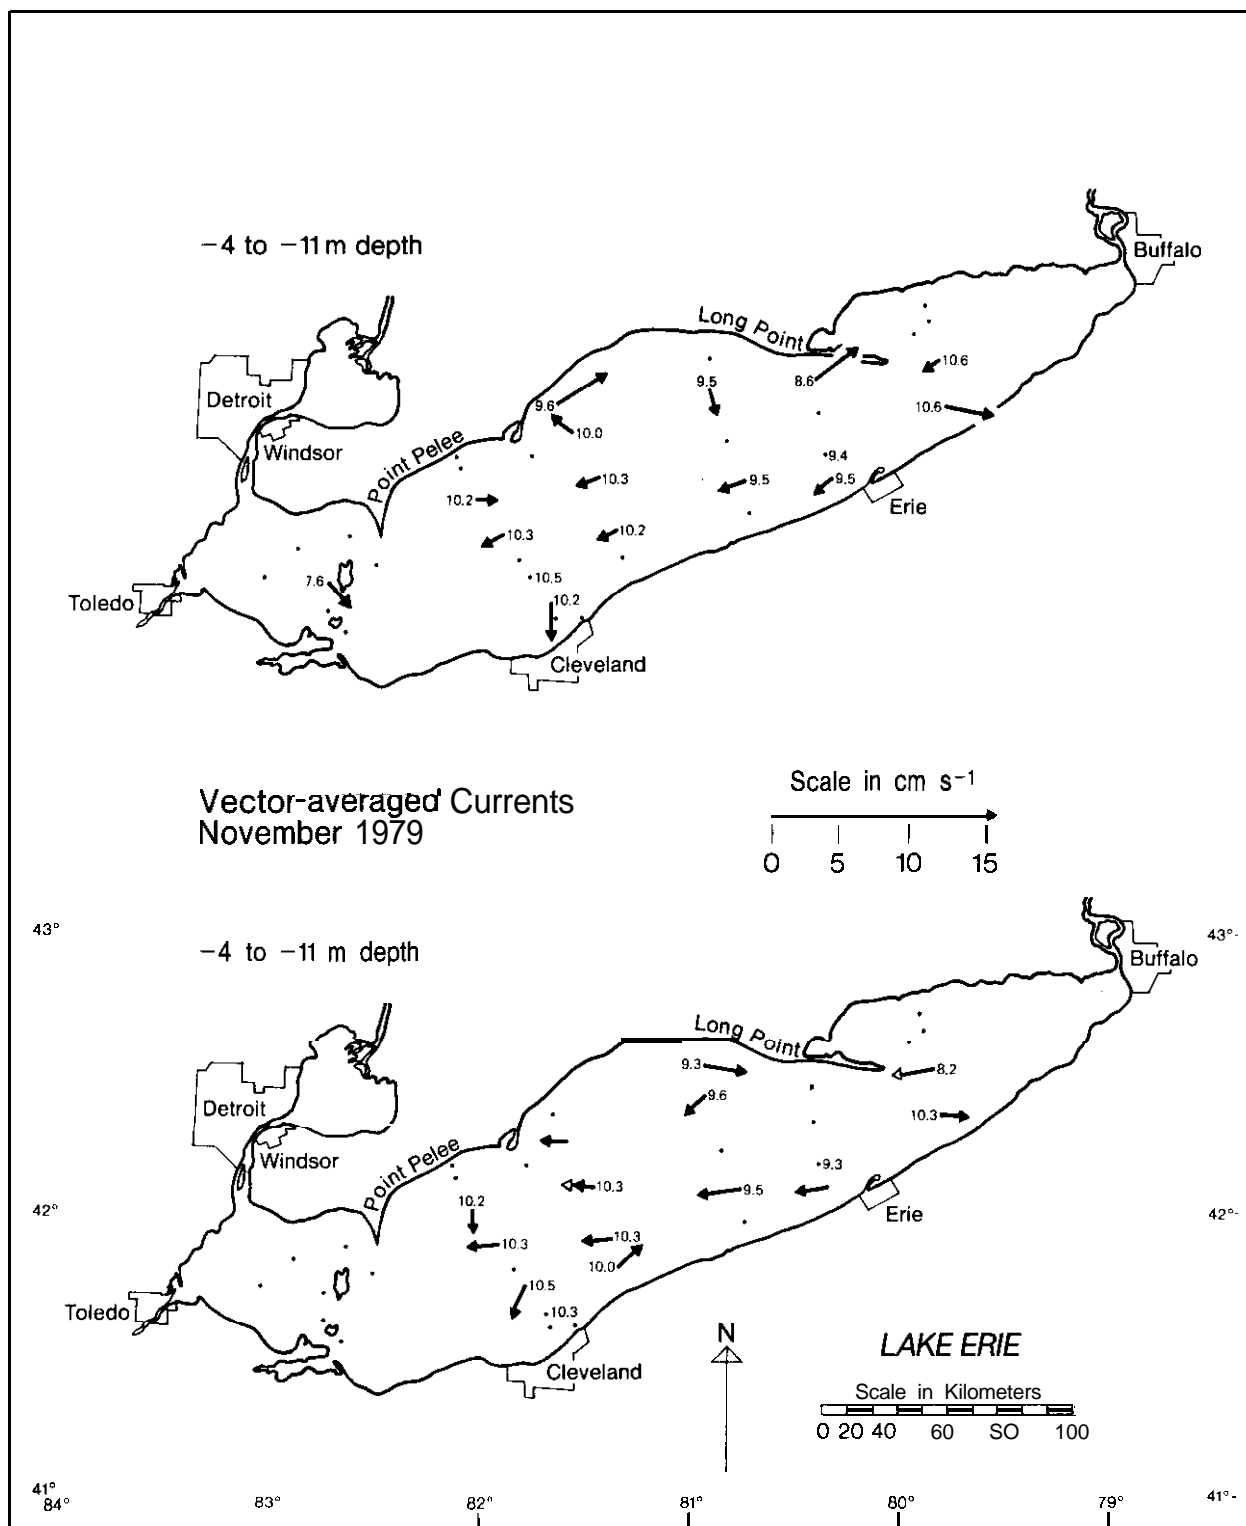 Buffalo
−4 to −11 m depth
Long Point
10.6
Detroit
9.5
8.6
9.6
10.6
10.0
Windsor
Point Pelee
9.4
10.3
9.5
9.5
10.2
Erie
10.3
10.2
10.5
7.6
10.2
Toledo
Cleveland
Scale in cm s⁻¹
Vector-averaged Currents
November 1979
0 5 10 15
43°
43°-
−4 to −11 m depth
Buffalo
Long Point
9.3
8.2
9.6
Detroit
10.3
Windsor
Point Pelee
9.3
10.3
9.5
10.2
42°
42°-
Erie
10.3
10.3
10.0
10.5
Toledo
10.3
N
LAKE ERIE
Cleveland
Scale in Kilometers
0 20 40 60 SO 100
41°
41°-
84° 83° 82° 81° 80° 79°